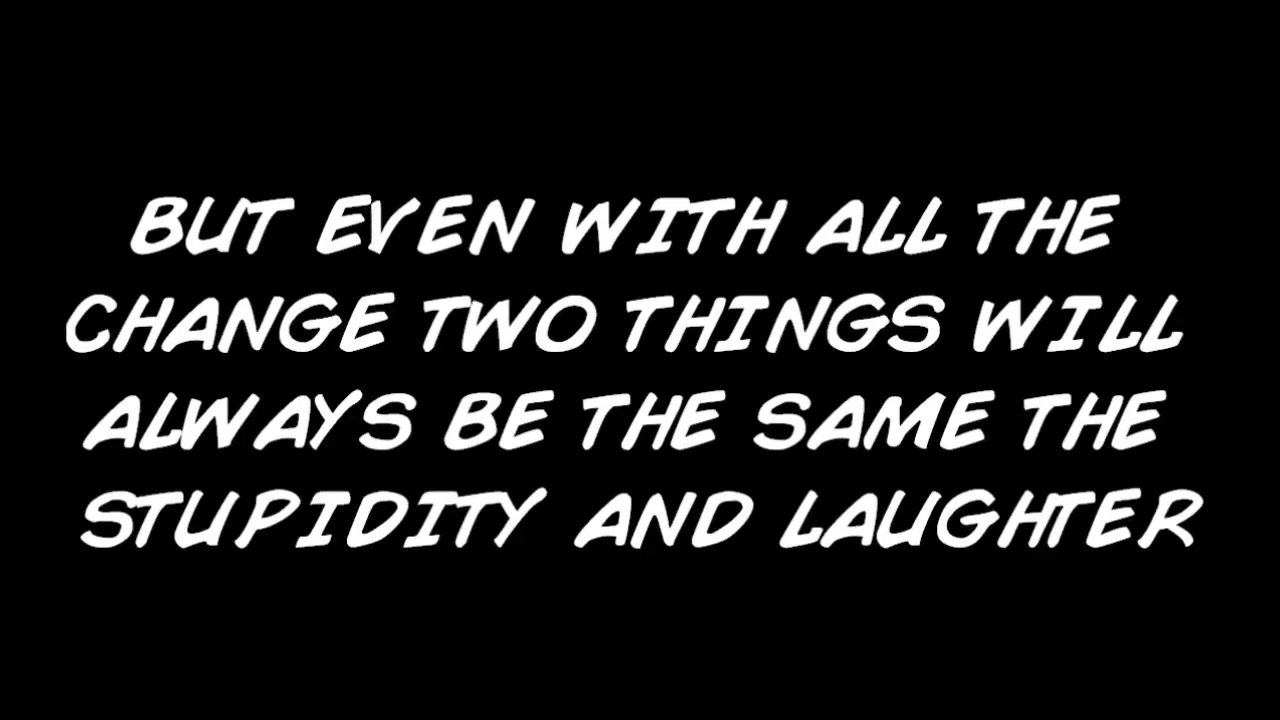 BUT EVEN WITH ALL THE
CHANGE TWO THINGS WILL
ALWAYS BE THE SAME THE
STUPIDITY AND LAUGHTER